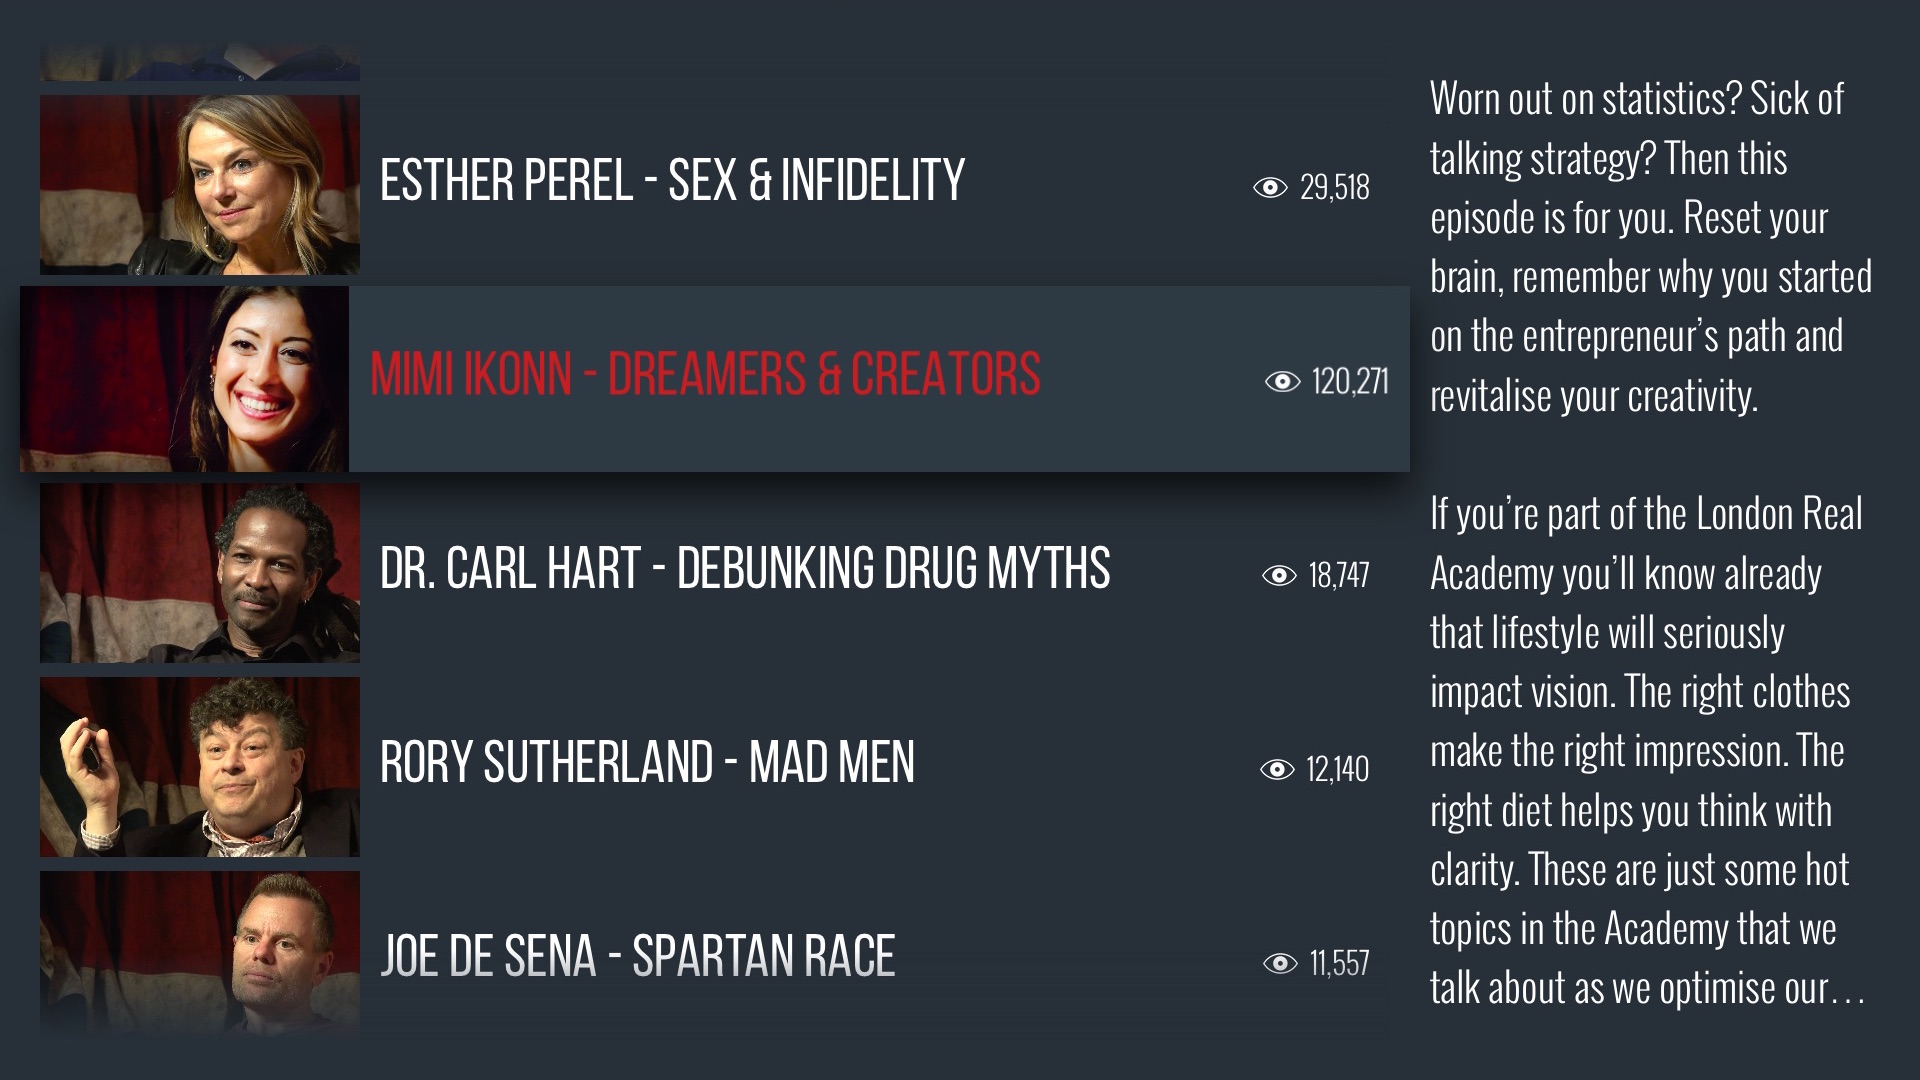 ESTHER PEREL - SEX & INFIDELITY
29,518
MIMI IKONN - DREAMERS & CREATORS
120,271
DR. CARL HART - DEBUNKING DRUG MYTHS
18,747
RORY SUTHERLAND - MAD MEN
12,140
JOE DE SENA - SPARTAN RACE
11,557
Worn out on statistics? Sick of
talking strategy? Then this
episode is for you. Reset your
brain, remember why you started
on the entrepreneur’s path and
revitalise your creativity.
If you’re part of the London Real
Academy you’ll know already
that lifestyle will seriously
impact vision. The right clothes
make the right impression. The
right diet helps you think with
clarity. These are just some hot
topics in the Academy that we
talk about as we optimise our…